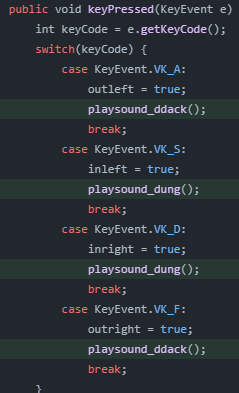 public void keyPressed(KeyEvent e)
    int keyCode = e.getKeyCode();
    switch(keyCode) {
        case KeyEvent.VK_A:
            outleft = true;
            playsound_ddack();
            break;
        case KeyEvent.VK_S:
            inleft = true;
            playsound_dung();
            break;
        case KeyEvent.VK_D:
            inright = true;
            playsound_dung();
            break;
        case KeyEvent.VK_F:
            outright = true;
            playsound_ddack();
            break;
    }